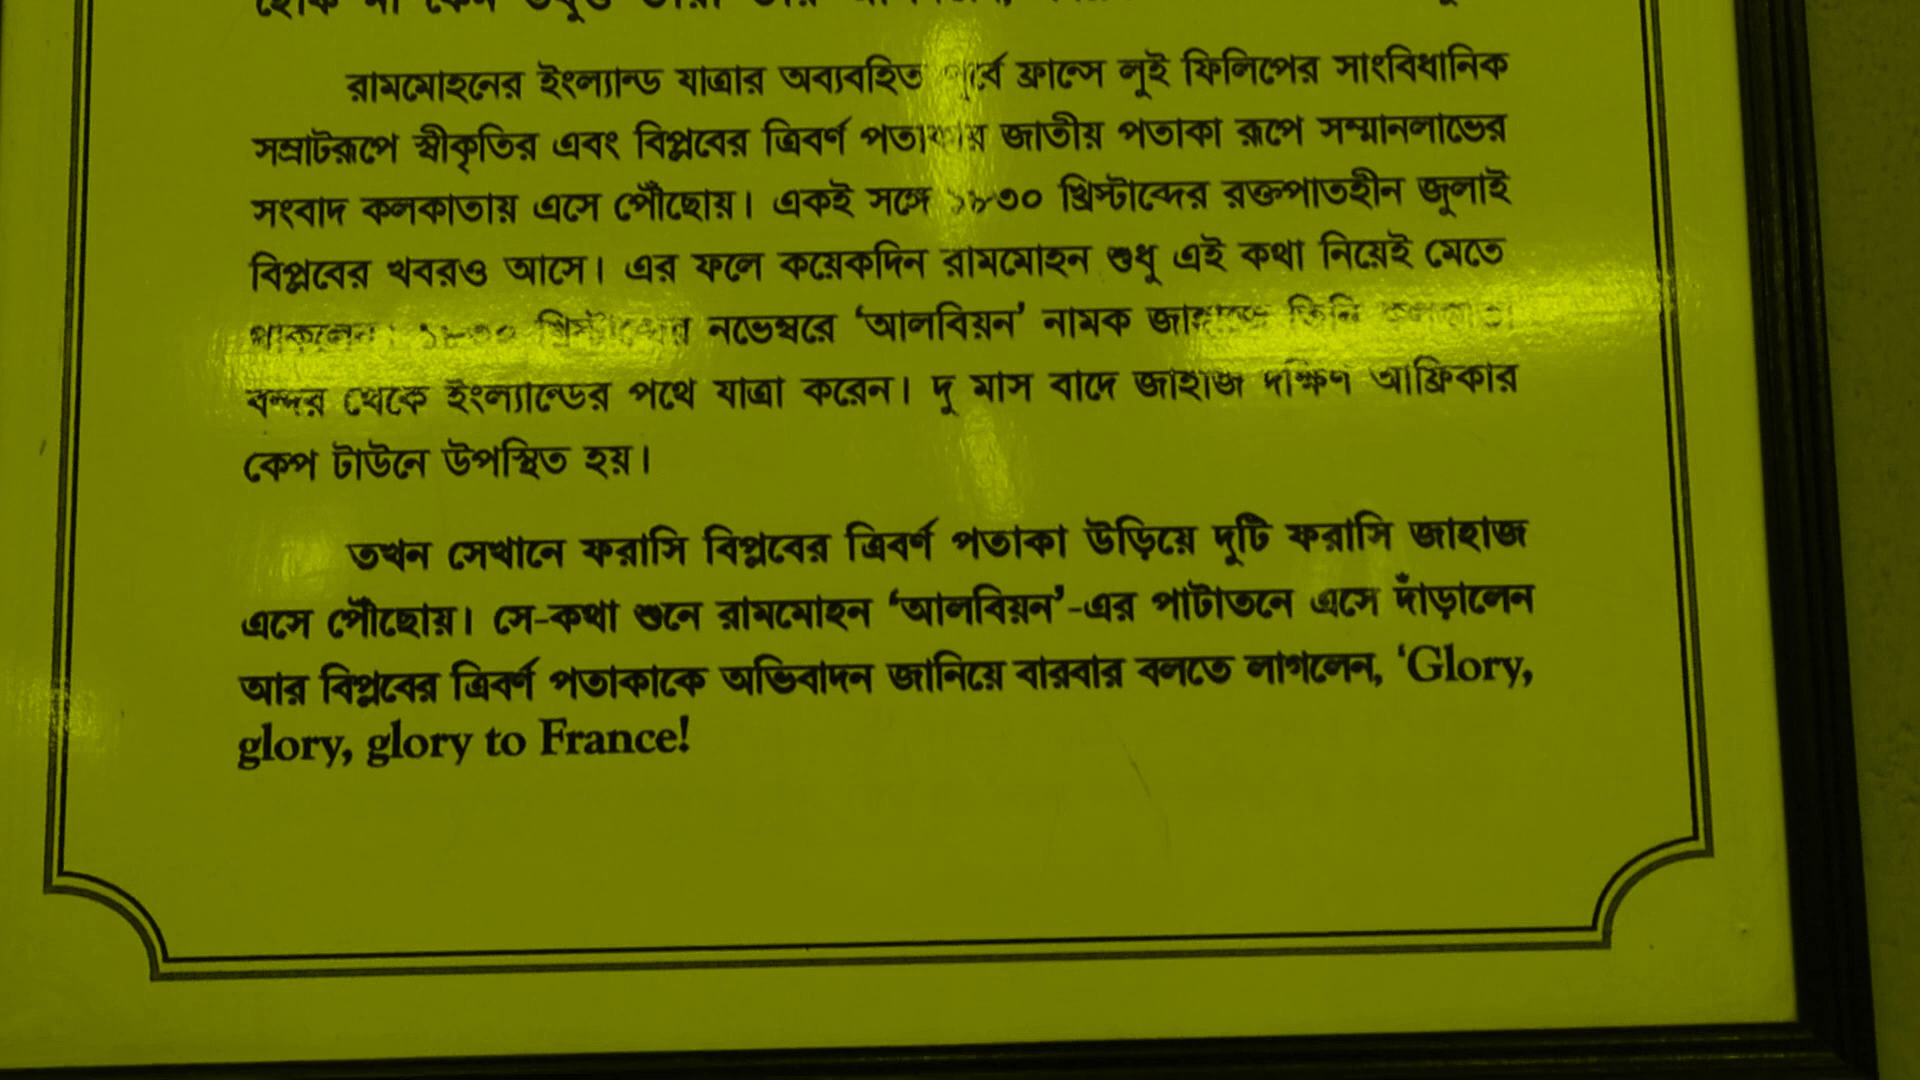 রামমোহনের ইংল্যান্ড যাত্রার অব্যবহিত পূর্বে ফ্রান্সে লুই ফিলিপের সাংবিধানিক
সম্রাটরূপে স্বীকৃতির এবং বিপ্লবের ত্রিবর্ণ পতাকার জাতীয় পতাকা রূপে সম্মানলাভের
সংবাদ কলকাতায় এসে পৌঁছোয়। একই সঙ্গে ১৮৩০ খ্রিস্টাব্দের রক্তপাতহীন জুলাই
বিপ্লবের খবরও আসে। এর ফলে কয়েকদিন রামমোহন শুধু এই কথা নিয়েই মেতে
থাকলেন। ১৮৩০ খ্রিস্টাব্দের নভেম্বরে ‘আলবিয়ন’ নামক জাহাজে তিনি কলকাতা
বন্দর থেকে ইংল্যান্ডের পথে যাত্রা করেন। দু মাস বাদে জাহাজ দক্ষিণ আফ্রিকার
কেপ টাউনে উপস্থিত হয়।
তখন সেখানে ফরাসি বিপ্লবের ত্রিবর্ণ পতাকা উড়িয়ে দুটি ফরাসি জাহাজ
এসে পৌঁছোয়। সে-কথা শুনে রামমোহন ‘আলবিয়ন’-এর পাটাতনে এসে দাঁড়ালেন
আর বিপ্লবের ত্রিবর্ণ পতাকাকে অভিবাদন জানিয়ে বারবার বলতে লাগলেন, ‘Glory,
glory, glory to France!